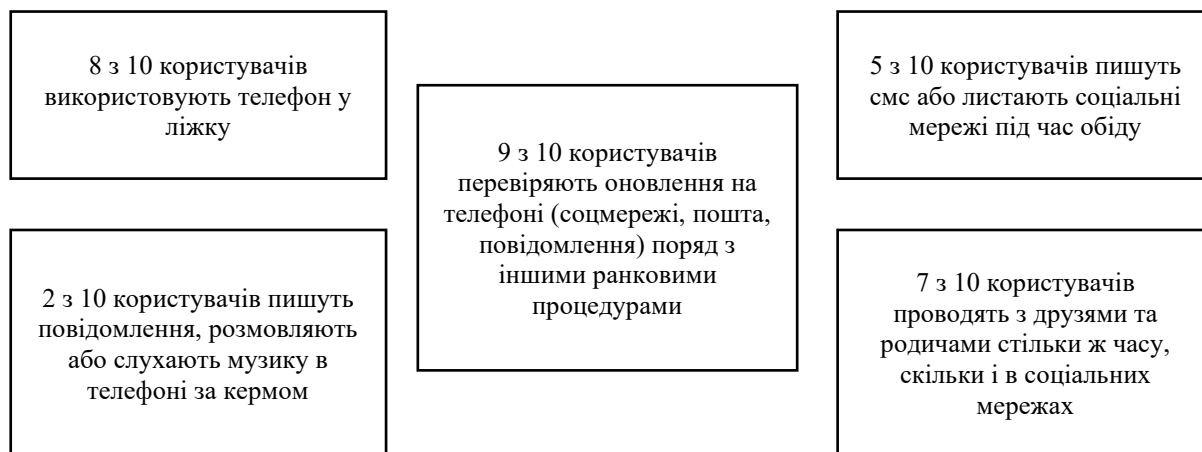 8 з 10 користувачів
використовують телефон у
ліжку
2 з 10 користувачів пишуть
повідомлення, розмовляють
або слухають музику в
телефоні за кермом
9 з 10 користувачів
перевіряють оновлення на
телефоні (соцмережі, пошта,
повідомлення) поряд з
іншими ранковими
процедурами
5 з 10 користувачів пишуть
смс або листають соціальні
мережі під час обіду
7 з 10 користувачів
проводять з друзями та
родичами стільки ж часу,
скільки і в соціальних
мережах